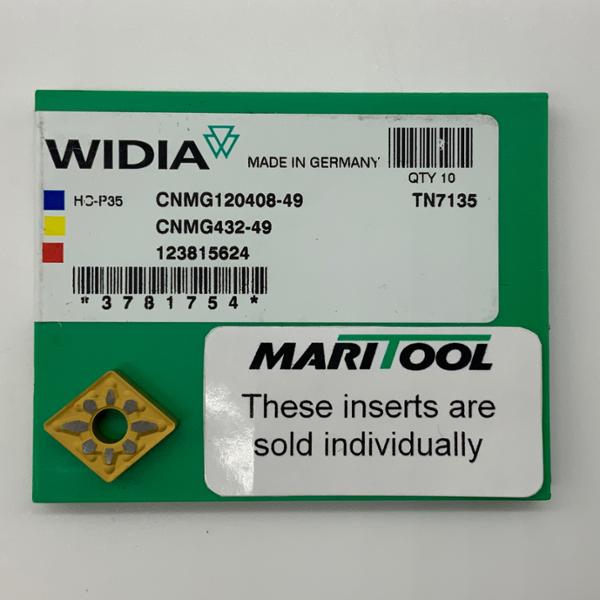 WIDIA
MADE IN GERMANY
QTY 10
HC-P35 CNMG120408-49 TN7135
CNMG432-49
123815624
*3781754*
MARITOOL
These inserts are
sold individually